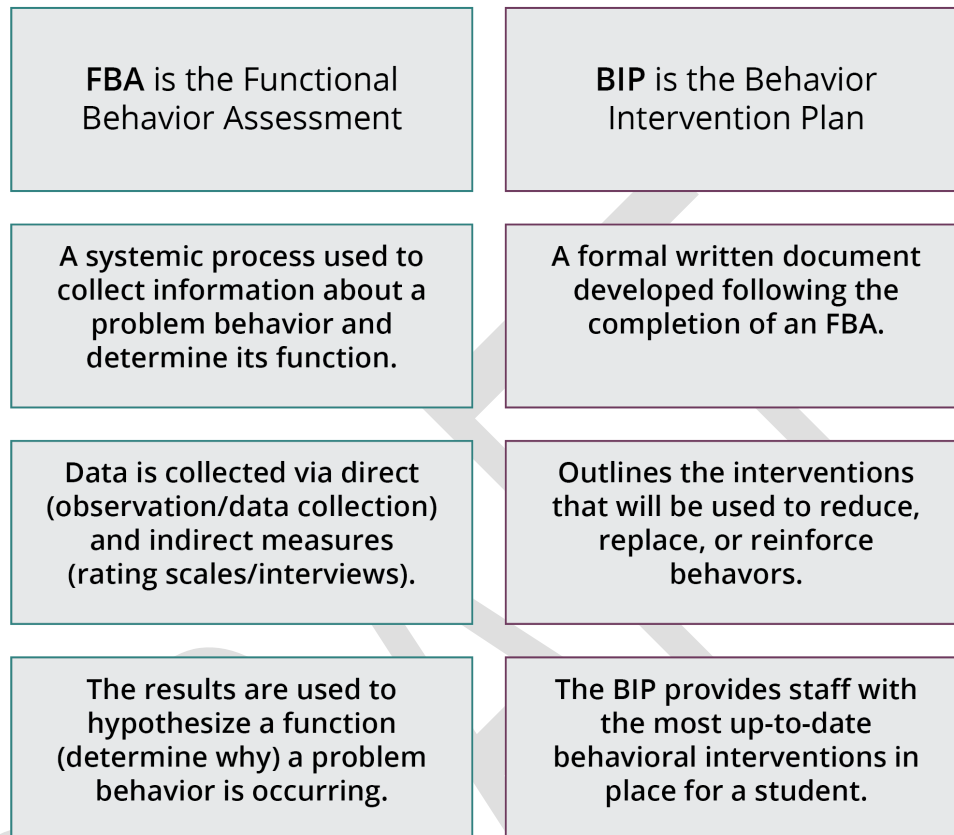 FBA is the Functional
Behavior Assessment
BIP is the Behavior
Intervention Plan
A systemic process used to
collect information about a
problem behavior and
determine its function.
A formal written document
developed following the
completion of an FBA.
Data is collected via direct
(observation/data collection)
and indirect measures
(rating scales/interviews).
Outlines the interventions
that will be used to reduce,
replace, or reinforce
behavors.
The results are used to
hypothesize a function
(determine why) a problem
behavior is occurring.
The BIP provides staff with
the most up-to-date
behavioral interventions in
place for a student.